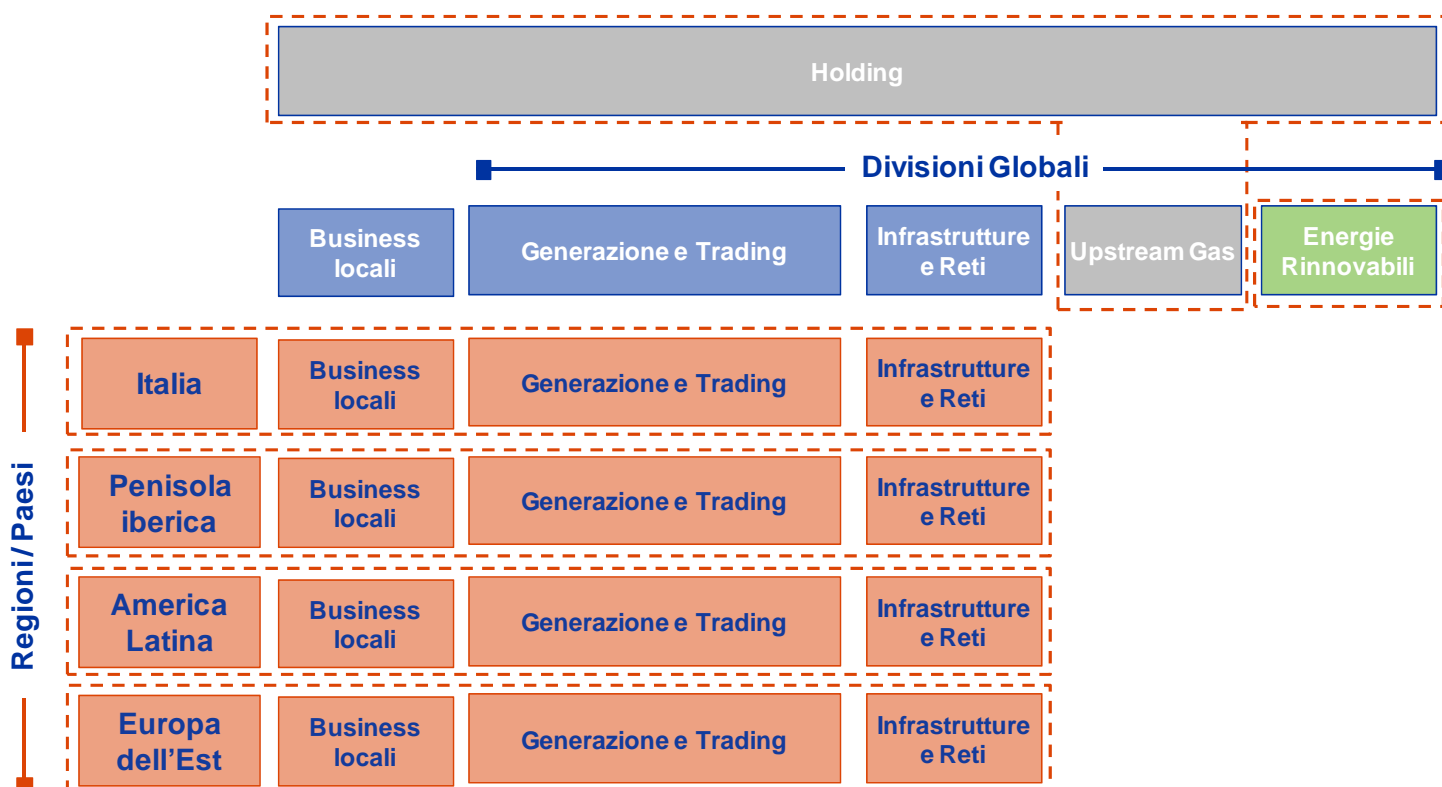 Holding
Divisioni Globali
Business
locali
Generazione e Trading
Infrastrutture
e Reti
Upstream Gas
Energie
Rinnovabili
Regioni / Paesi
Italia
Business
locali
Generazione e Trading
Infrastrutture
e Reti
Penisola
iberica
Business
locali
Generazione e Trading
Infrastrutture
e Reti
America
Latina
Business
locali
Generazione e Trading
Infrastrutture
e Reti
Europa
dell’Est
Business
locali
Generazione e Trading
Infrastrutture
e Reti